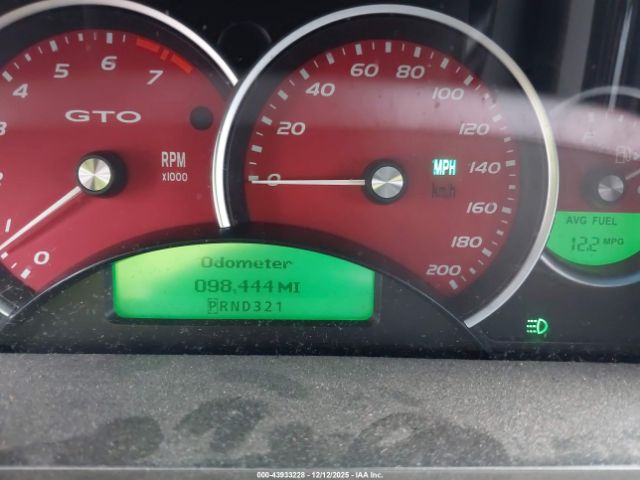 4 5 6 7
3
2
1
0
GTO
RPM
x1000
0 20 40 60 80 100 120 140 160 180 200
MPH
km/h
Odometer
098,444 MI
PRND321
F
AVG FUEL
12.2 MPG
000-43933228 - 12/12/2025 - IAA Inc.